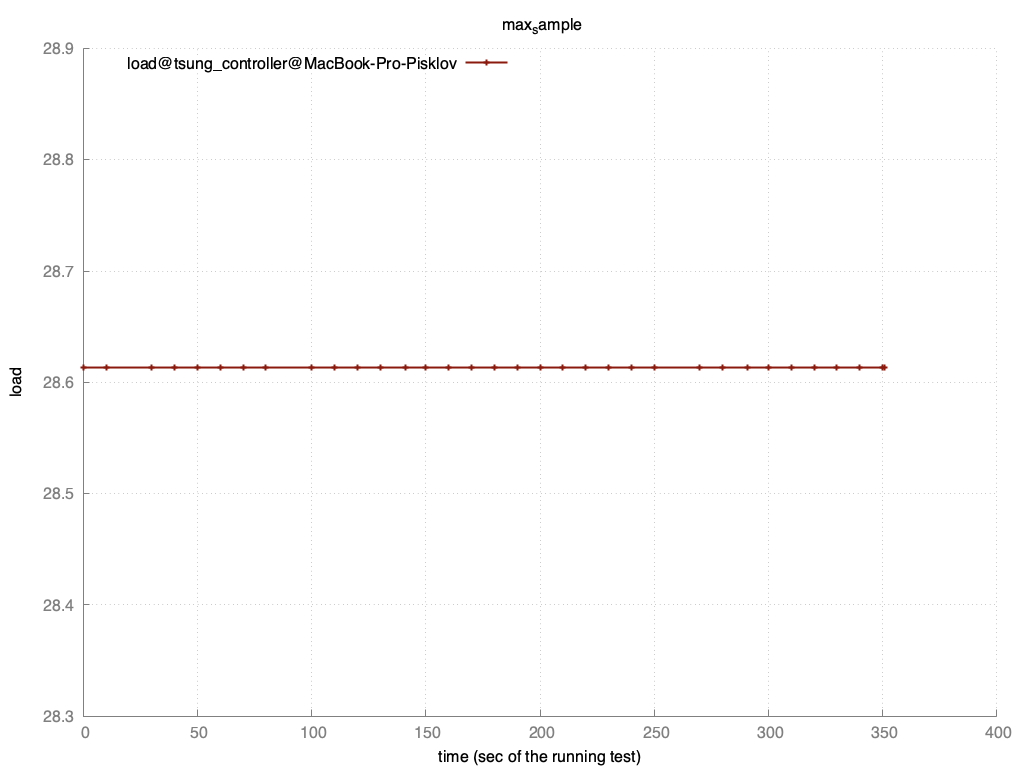 max_sample
load@tsung_controller@MacBook-Pro-Pisklov
28.9
28.8
28.7
28.6
28.5
28.4
28.3
load
0 50 100 150 200 250 300 350 400
time (sec of the running test)